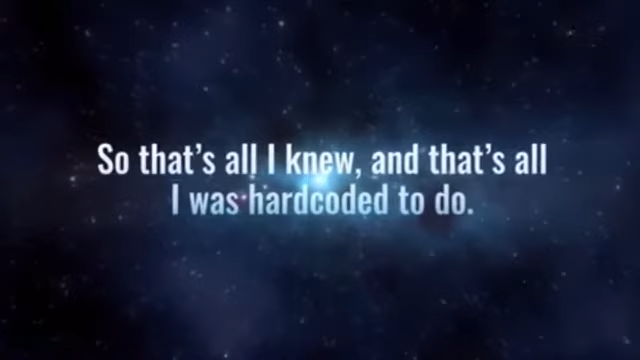 So that's all I knew, and that's all
I was hardcoded to do.